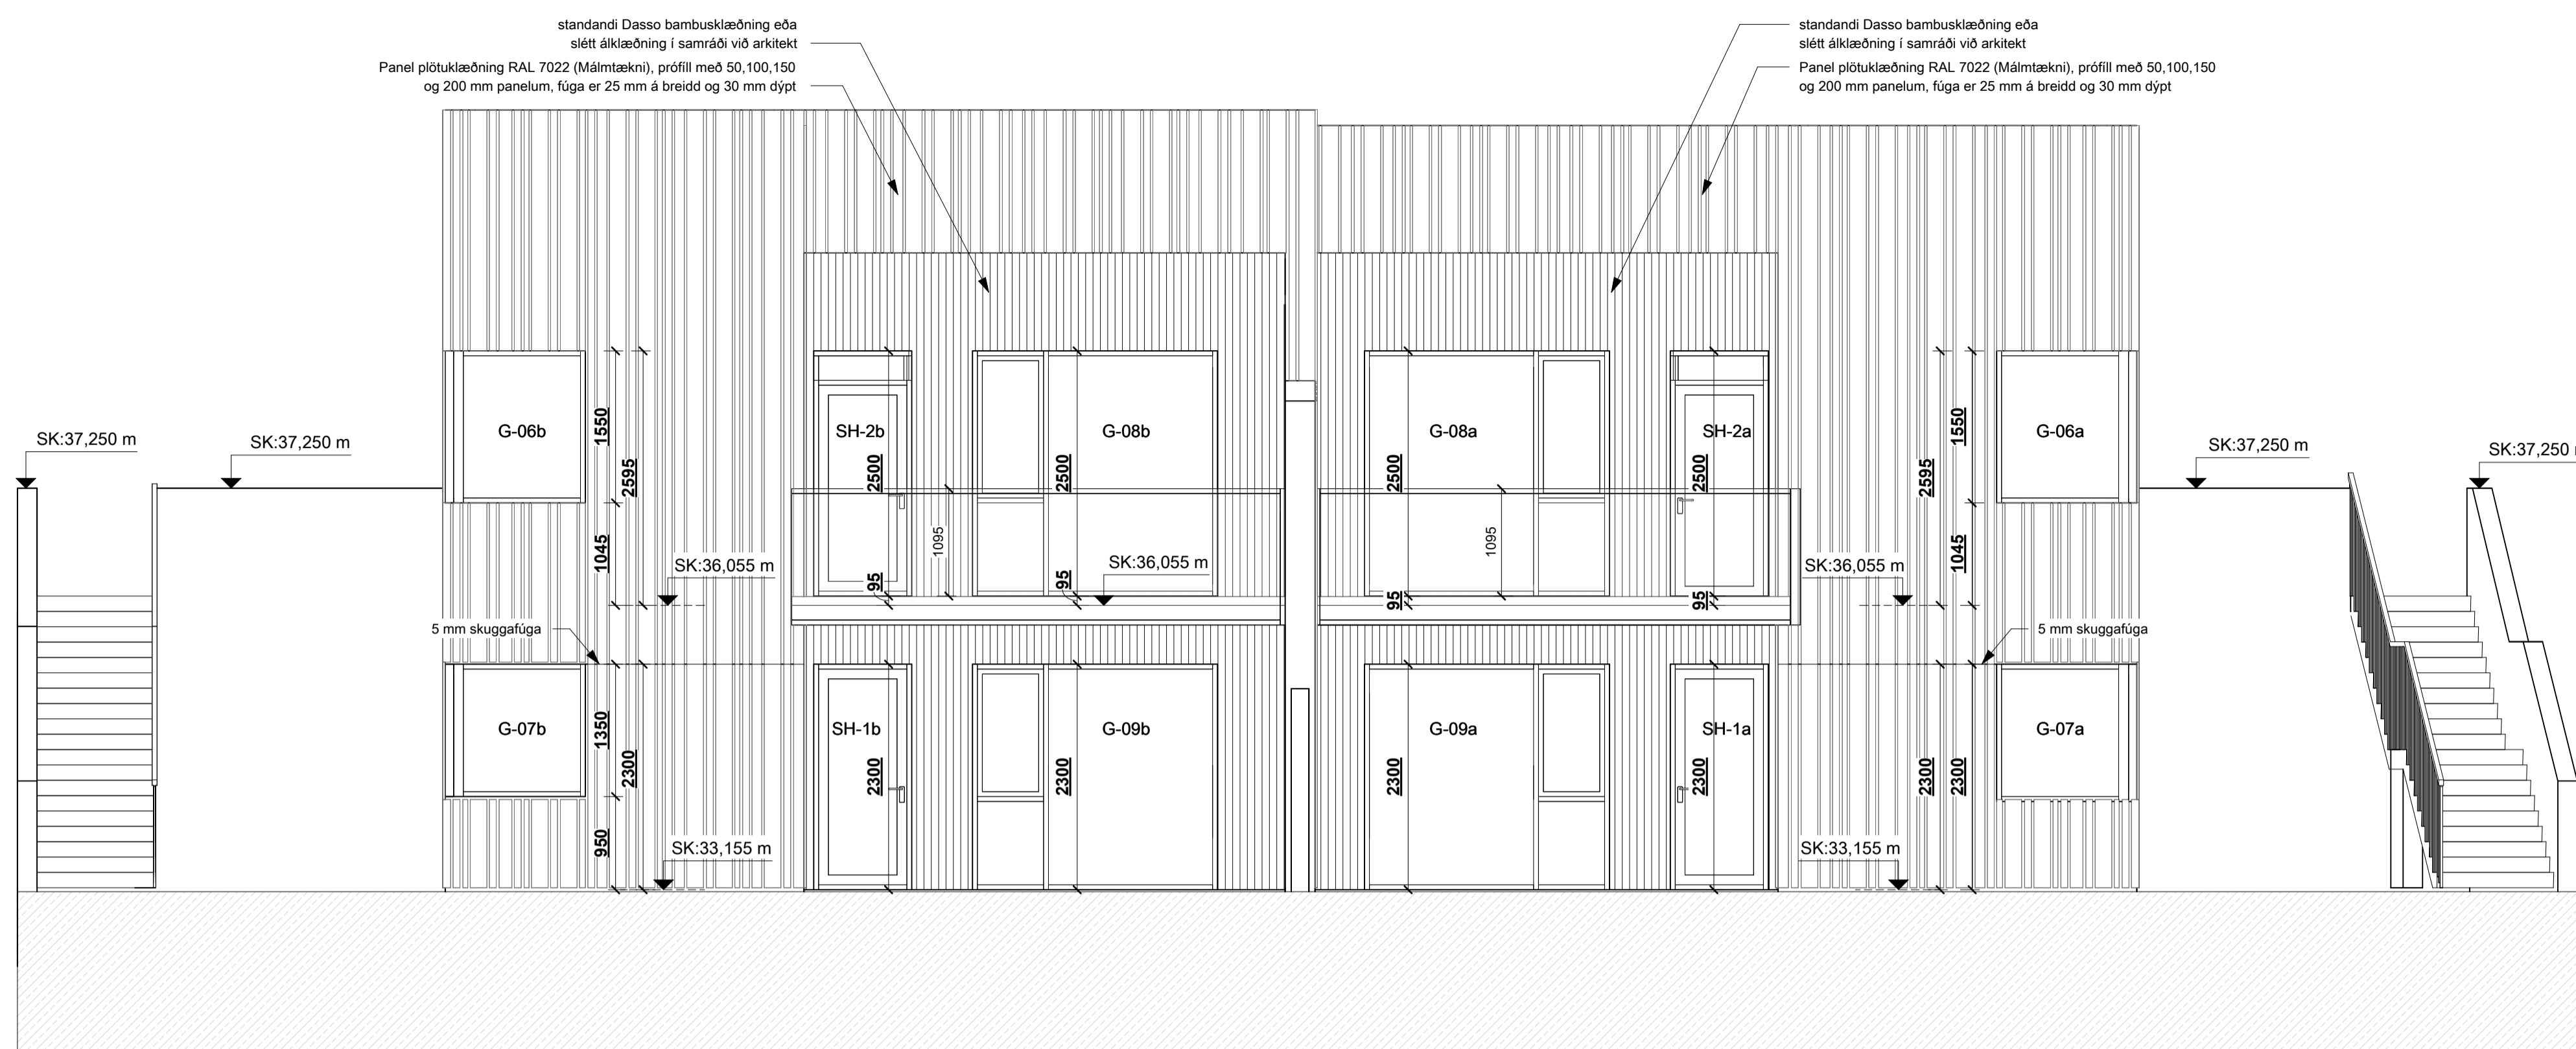 standandi Dasso bambusklæðning eða
slétt álklæðning í samráði við arkitekt
Panel plötuklæðning RAL 7022 (Málmtækni), prófíll með 50,100,150
og 200 mm panelum, fúga er 25 mm á breidd og 30 mm dýpt
standandi Dasso bambusklæðning eða
slétt álklæðning í samráði við arkitekt
Panel plötuklæðning RAL 7022 (Málmtækni), prófíll með 50,100,150
og 200 mm panelum, fúga er 25 mm á breidd og 30 mm dýpt
SK:37,250 m
SK:37,250 m
G-06b
1550
2595
1045
SH-2b
2500
G-08b
2500
1095
95
95
SK:36,055 m
SK:36,055 m
G-08a
2500
SH-2a
2500
1095
95
95
SK:36,055 m
2595
1550
1045
G-06a
SK:37,250 m
SK:37,250 m
5 mm skuggafúga
5 mm skuggafúga
G-07b
1350
2300
950
SK:33,155 m
SH-1b
2300
G-09b
2300
G-09a
2300
SH-1a
2300
SK:33,155 m
2300
2300
G-07a